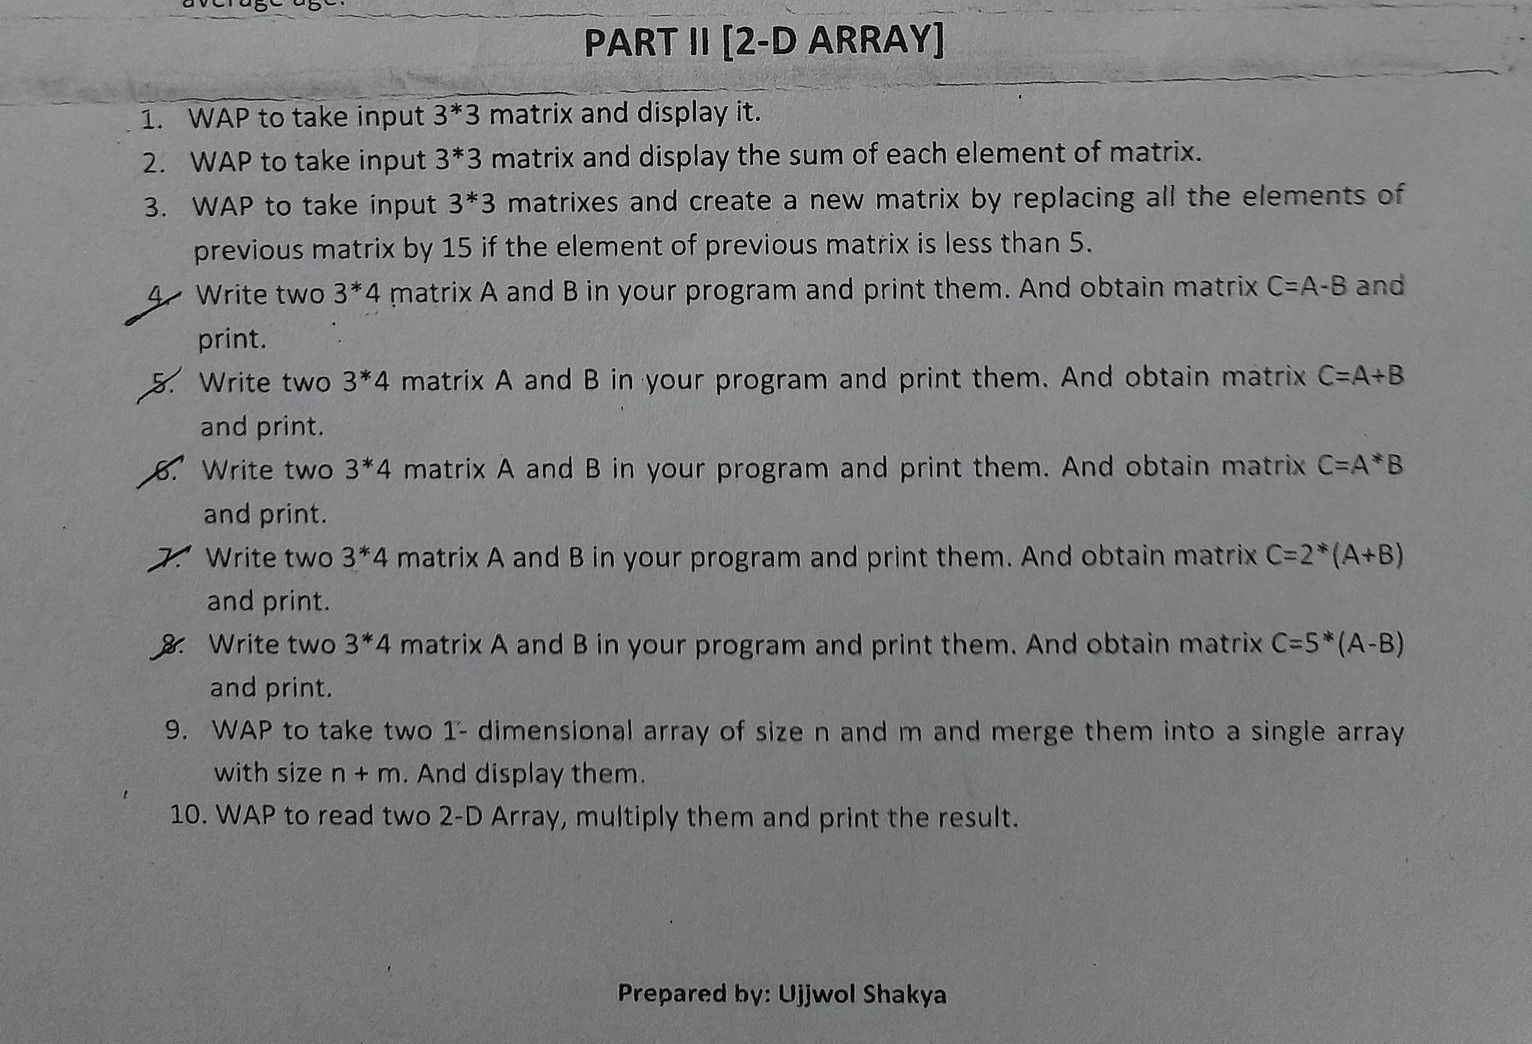 average age.
PART II [2-D ARRAY]
1. WAP to take input 3*3 matrix and display it.
2. WAP to take input 3*3 matrix and display the sum of each element of matrix.
3. WAP to take input 3*3 matrixes and create a new matrix by replacing all the elements of
previous matrix by 15 if the element of previous matrix is less than 5.
4. Write two 3*4 matrix A and B in your program and print them. And obtain matrix C=A-B and
print.
5. Write two 3*4 matrix A and B in your program and print them. And obtain matrix C=A+B
and print.
6. Write two 3*4 matrix A and B in your program and print them. And obtain matrix C=A*B
and print.
7. Write two 3*4 matrix A and B in your program and print them. And obtain matrix C=2*(A+B)
and print.
8. Write two 3*4 matrix A and B in your program and print them. And obtain matrix C=5*(A-B)
and print.
9. WAP to take two 1- dimensional array of size n and m and merge them into a single array
with size n + m. And display them.
10. WAP to read two 2-D Array, multiply them and print the result.
Prepared by: Ujjwol Shakya